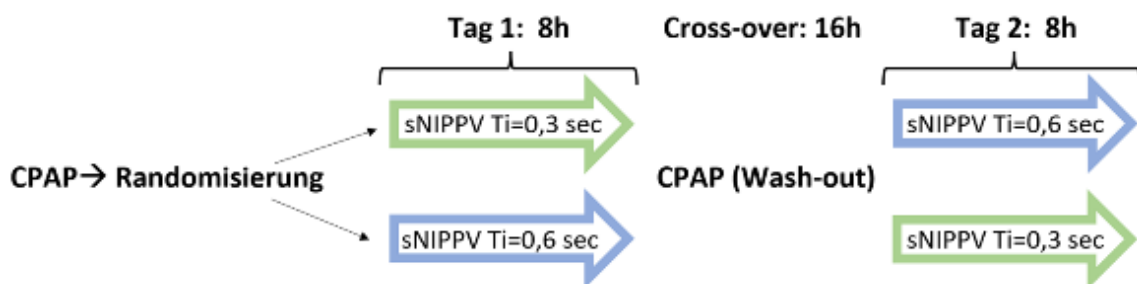 Tag 1:  8h
Cross-over: 16h
Tag 2:  8h
sNIPPV Ti=0,3 sec
sNIPPV Ti=0,6 sec
CPAP→ Randomisierung
CPAP (Wash-out)
sNIPPV Ti=0,6 sec
sNIPPV Ti=0,3 sec